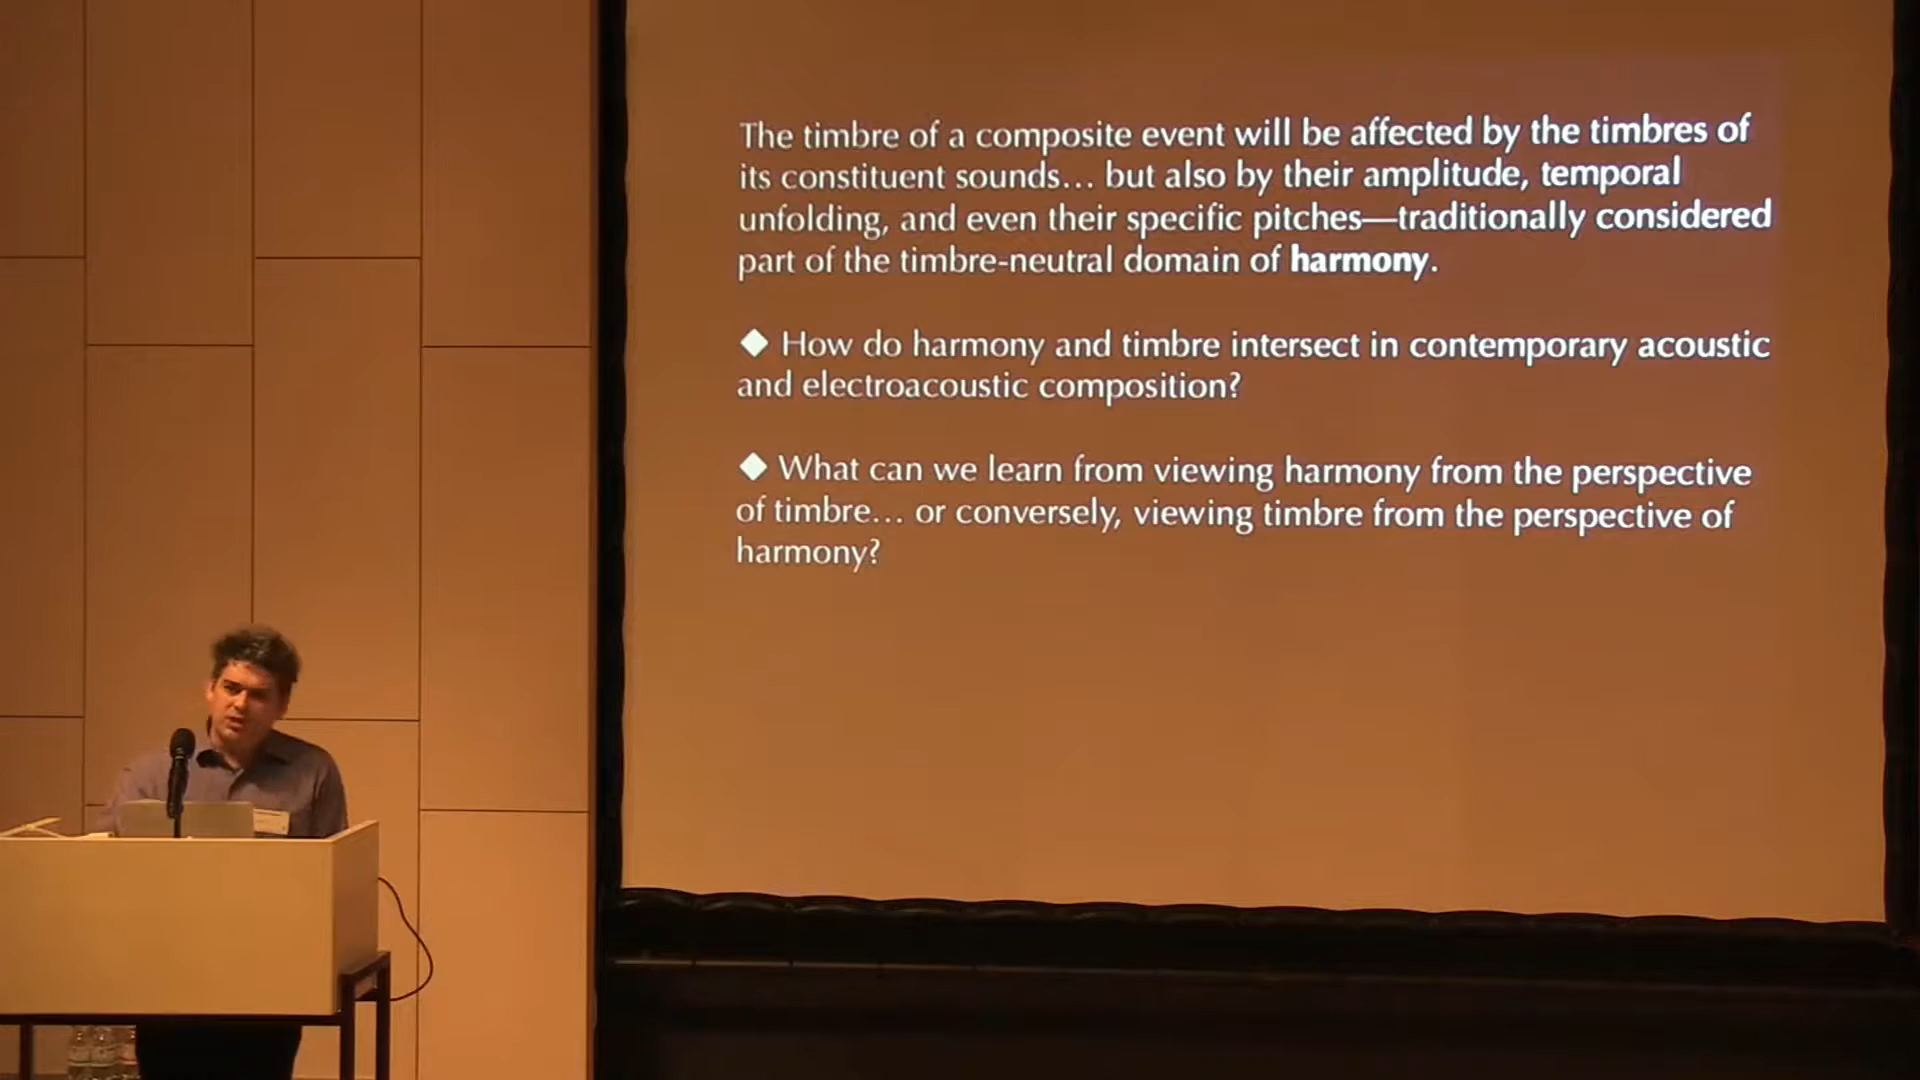 The timbre of a composite event will be affected by the timbres of
its constituent sounds… but also by their amplitude, temporal
unfolding, and even their specific pitches—traditionally considered
part of the timbre-neutral domain of harmony.
◆ How do harmony and timbre intersect in contemporary acoustic
and electroacoustic composition?
◆ What can we learn from viewing harmony from the perspective
of timbre… or conversely, viewing timbre from the perspective of
harmony?